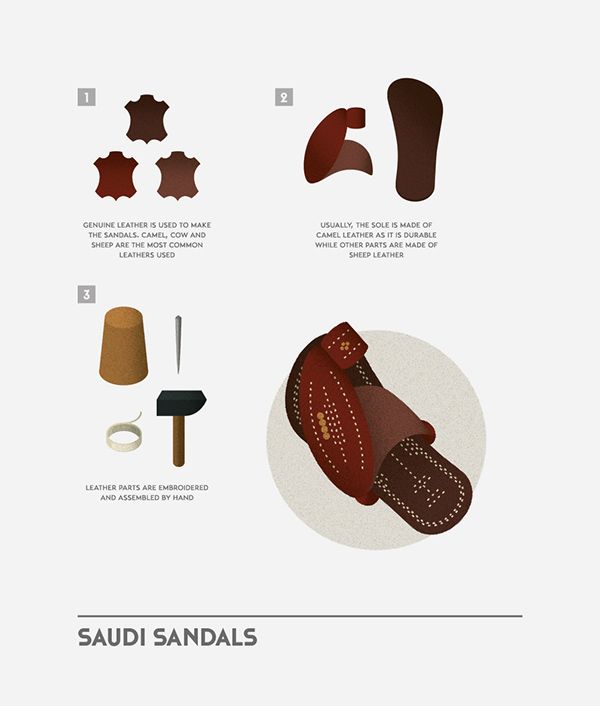 1
GENUINE LEATHER IS USED TO MAKE
THE SANDALS. CAMEL, COW AND
SHEEP ARE THE MOST COMMON
LEATHERS USED
2
USUALLY, THE SOLE IS MADE OF
CAMEL LEATHER AS IT IS DURABLE
WHILE OTHER PARTS ARE MADE OF
SHEEP LEATHER
3
LEATHER PARTS ARE EMBROIDERED
AND ASSEMBLED BY HAND
SAUDI SANDALS